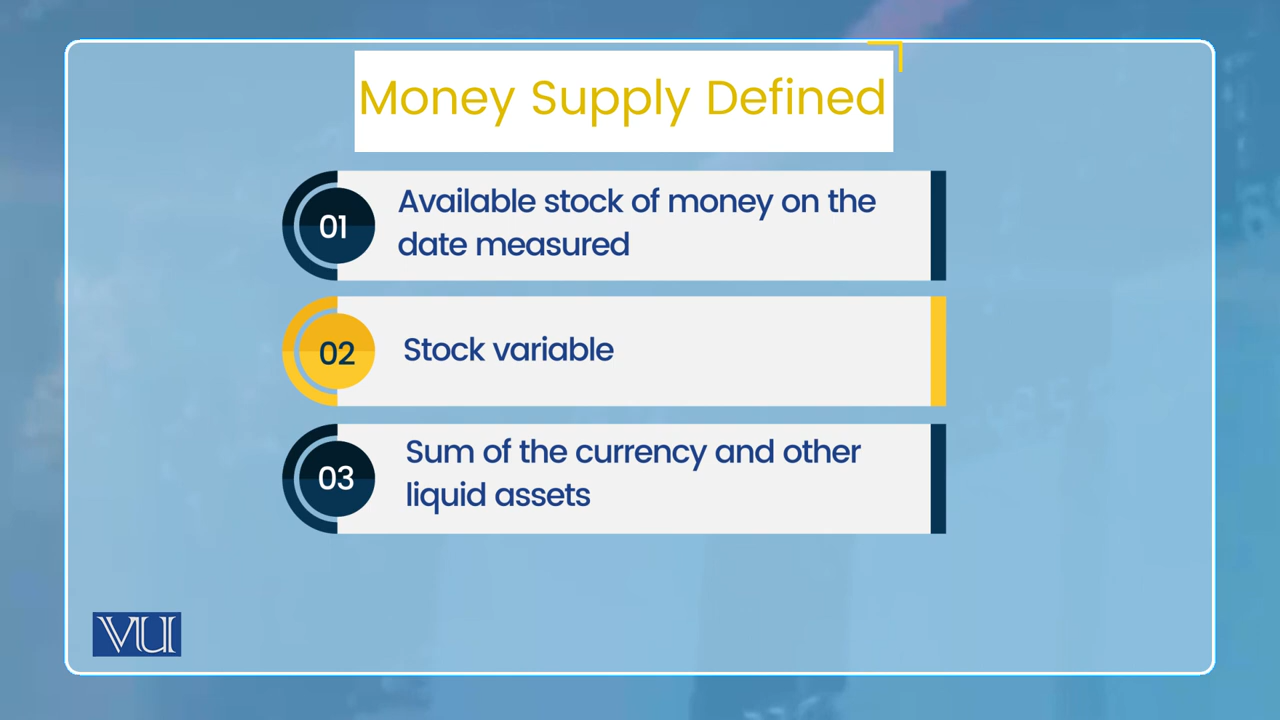 Money Supply Defined
01
Available stock of money on the
date measured
02
Stock variable
03
Sum of the currency and other
liquid assets
VU